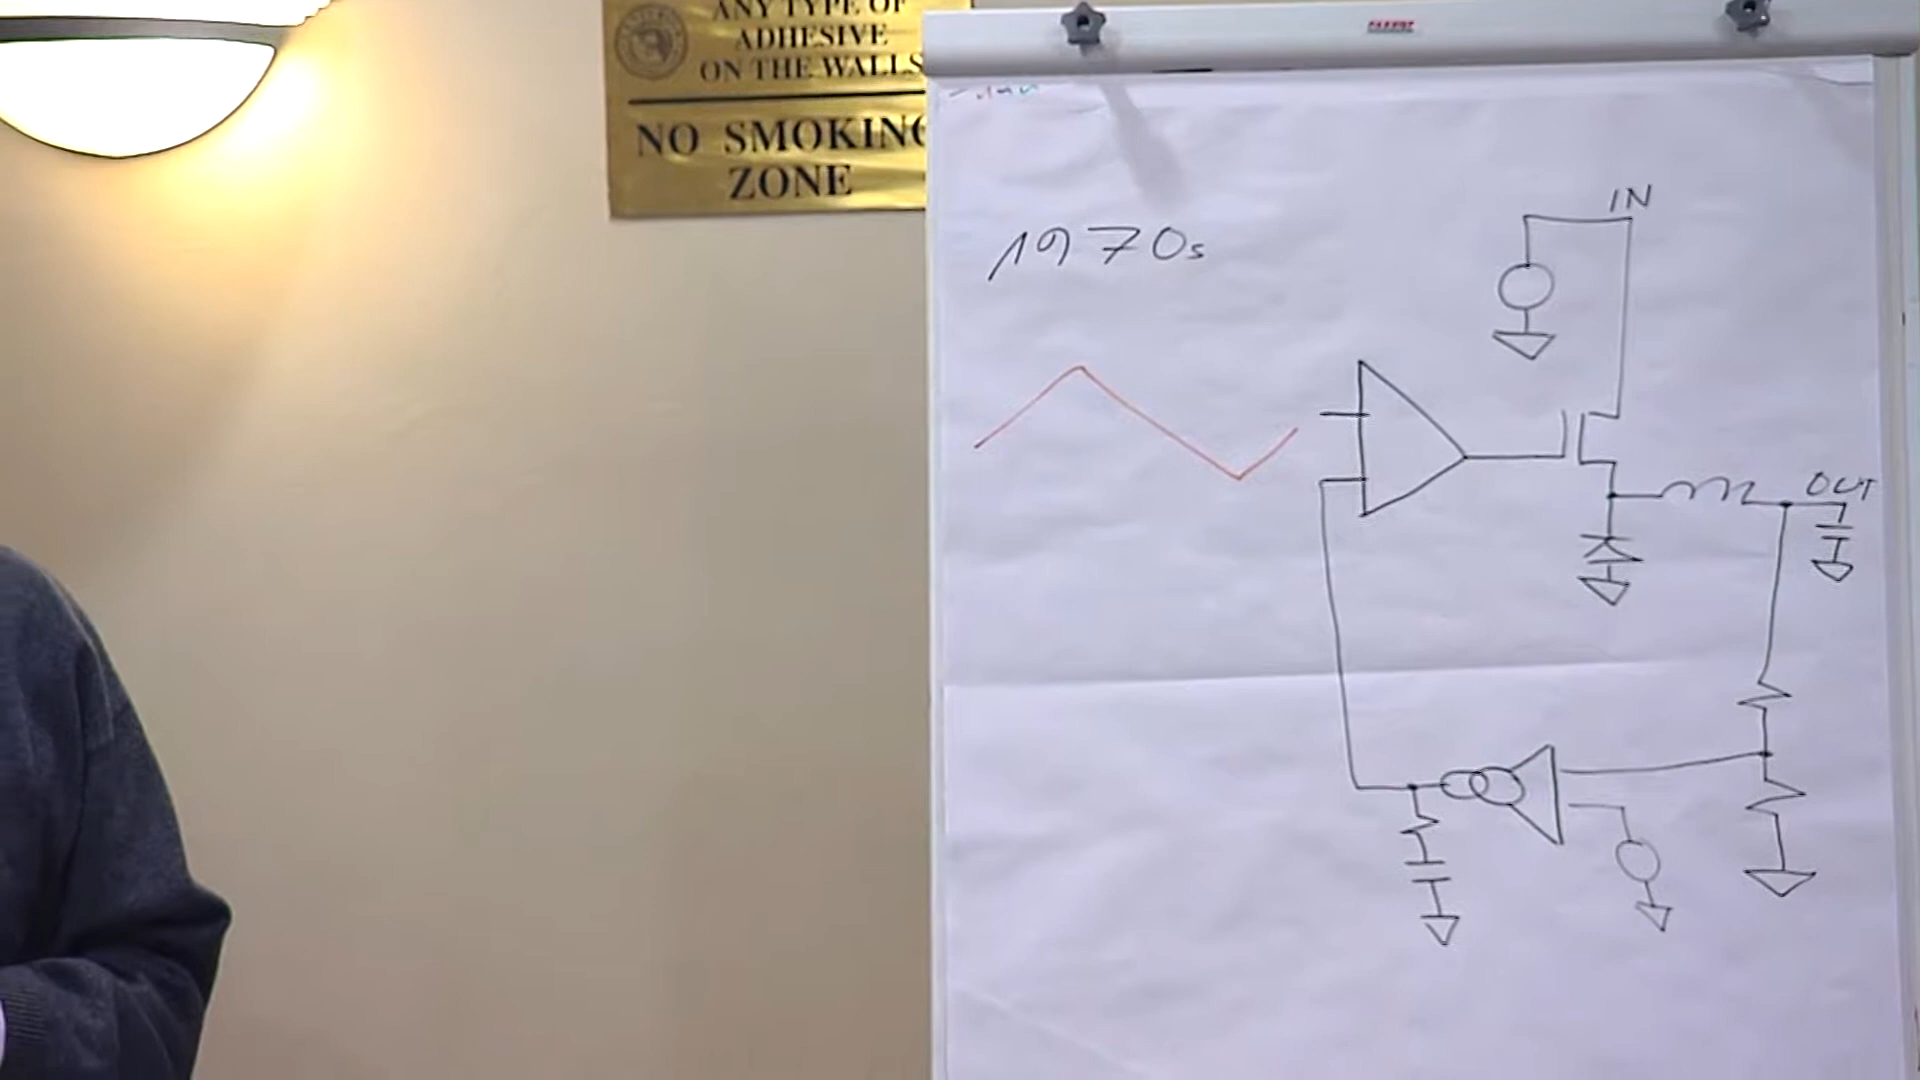 ANY TYPE OF
ADHESIVE
ON THE WALLS
NO SMOKING
ZONE
1970s
IN
OUT